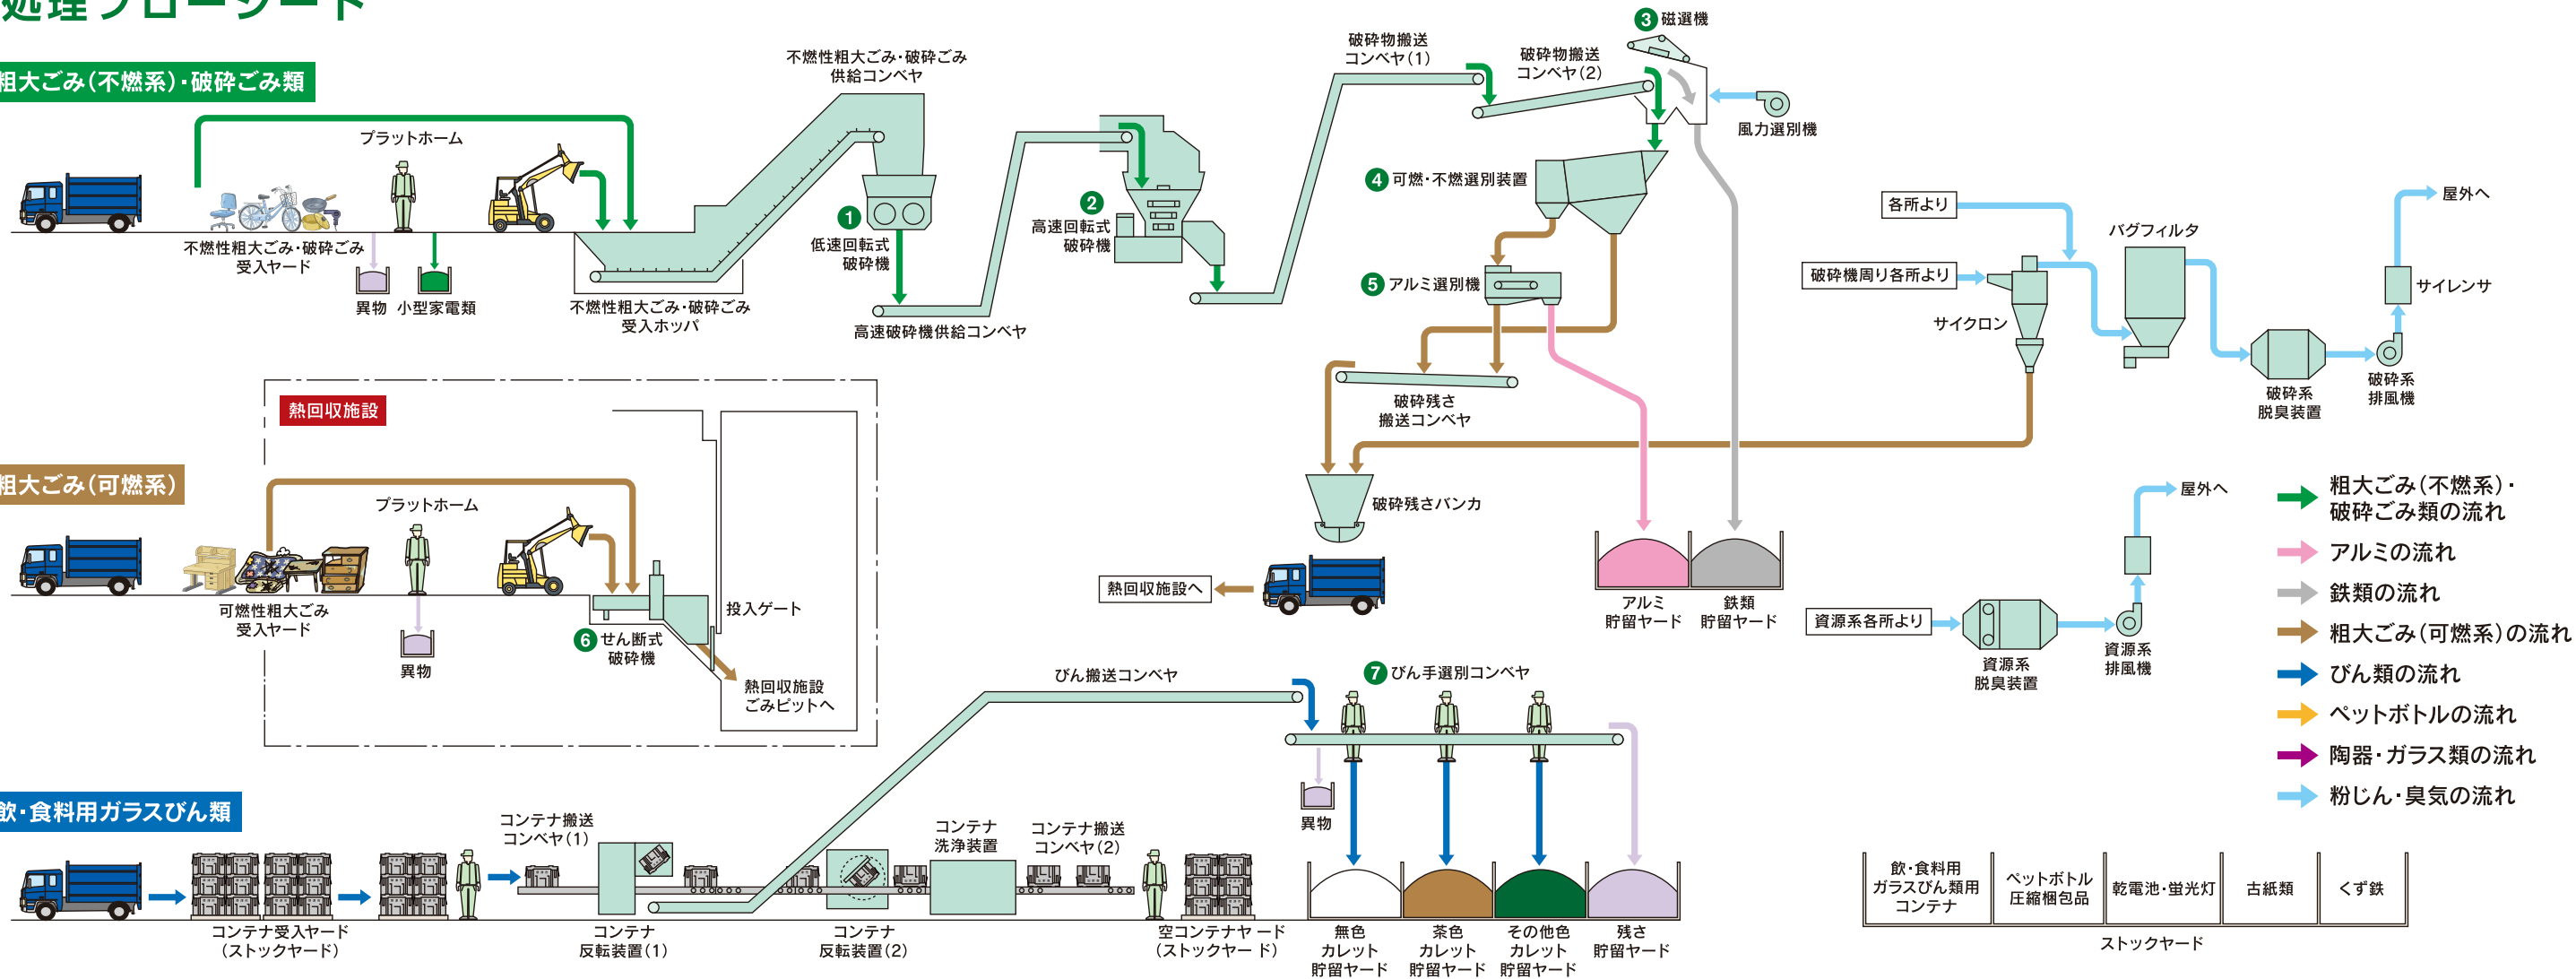 処理フローシート
粗大ごみ(不燃系)・破砕ごみ類
プラットホーム
不燃性粗大ごみ・破砕ごみ
受入ヤード
異物
小型家電類
不燃性粗大ごみ・破砕ごみ
受入ホッパ
不燃性粗大ごみ・破砕ごみ
供給コンベヤ
1
低速回転式
破砕機
高速破砕機供給コンベヤ
2
高速回転式
破砕機
破砕物搬送
コンベヤ(1)
破砕物搬送
コンベヤ(2)
3 磁選機
風力選別機
4 可燃・不燃選別装置
5 アルミ選別機
破砕残さ
搬送コンベヤ
破砕残さバンカ
熱回収施設へ
アルミ
貯留ヤード
鉄類
貯留ヤード
各所より
破砕機周り各所より
サイクロン
バグフィルタ
破砕系
脱臭装置
破砕系
排風機
サイレンサ
屋外へ
熱回収施設
粗大ごみ(可燃系)
プラットホーム
可燃性粗大ごみ
受入ヤード
異物
6 せん断式
破砕機
投入ゲート
熱回収施設
ごみピットへ
資源系各所より
資源系
脱臭装置
資源系
排風機
屋外へ
粗大ごみ(不燃系)・
破砕ごみ類の流れ
アルミの流れ
鉄類の流れ
粗大ごみ(可燃系)の流れ
びん類の流れ
ペットボトルの流れ
陶器・ガラス類の流れ
粉じん・臭気の流れ
飲・食料用ガラスびん類
コンテナ受入ヤード
(ストックヤード)
コンテナ搬送
コンベヤ(1)
コンテナ
反転装置(1)
びん搬送コンベヤ
コンテナ
反転装置(2)
コンテナ
洗浄装置
コンテナ搬送
コンベヤ(2)
空コンテナヤード
(ストックヤード)
7 びん手選別コンベヤ
異物
無色
カレット
貯留ヤード
茶色
カレット
貯留ヤード
その他色
カレット
貯留ヤード
残さ
貯留ヤード
飲・食料用
ガラスびん類用
コンテナ
ペットボトル
圧縮梱包品
乾電池・蛍光灯
古紙類
くず鉄
ストックヤード